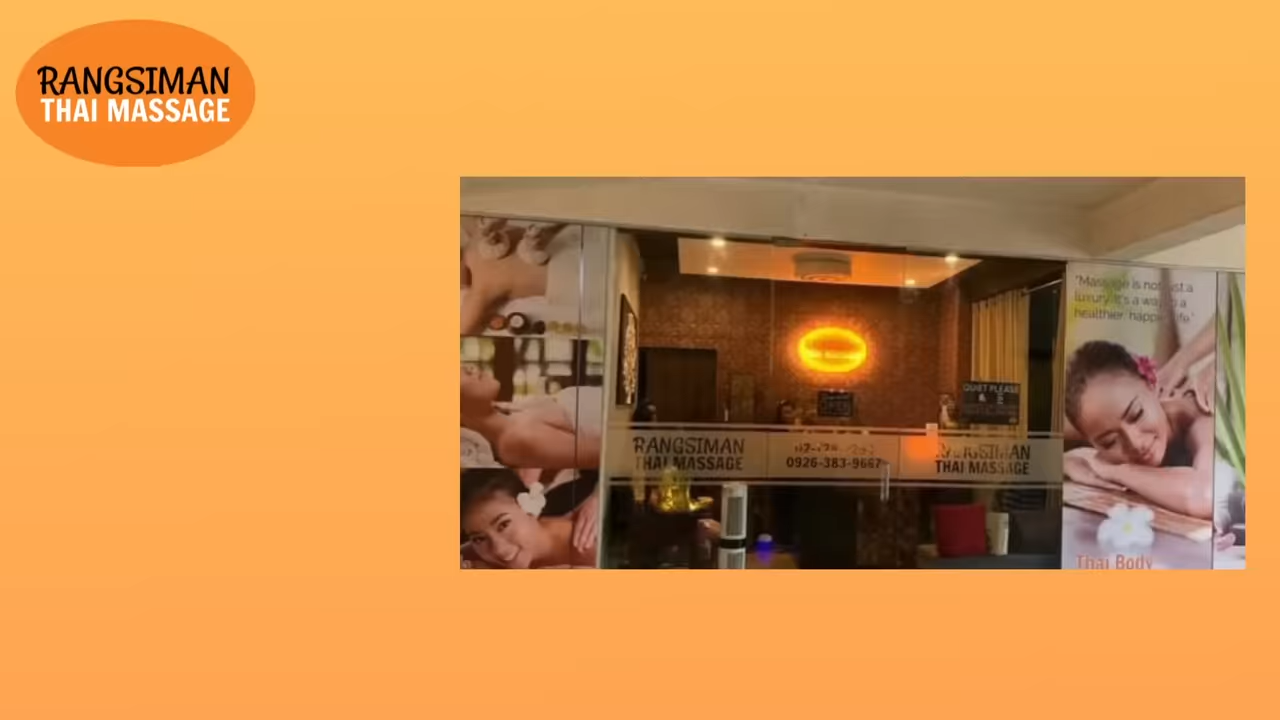 RANGSIMAN
THAI MASSAGE
"Massage is not just a
luxury. It's a way to a
healthier, happier life."
QUIET PLEASE
&
RANGSIMAN
THAI MASSAGE
0926-383-9667
RANGSIMAN
THAI MASSAGE
Thai Body